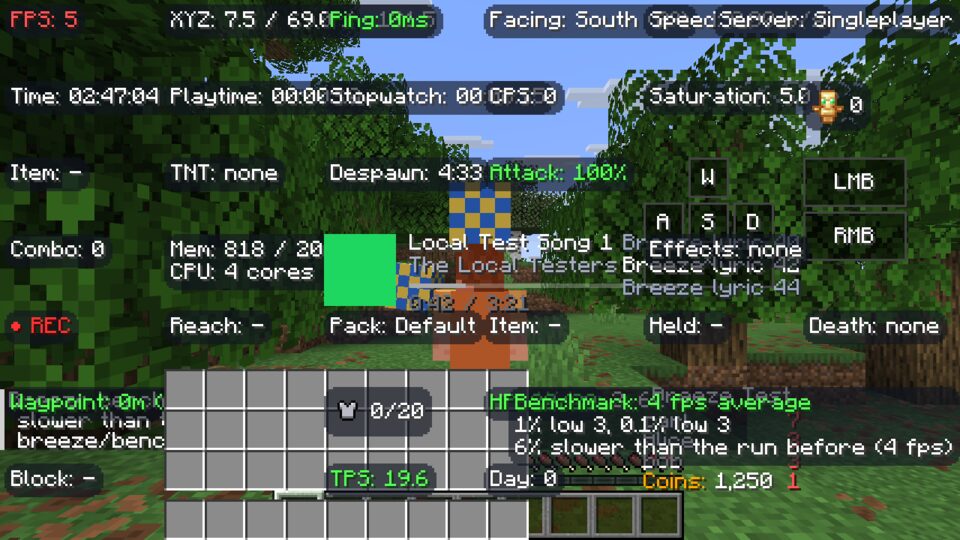 FPS: 5
XYZ: 7.5 / 69.0
Ping: 0ms
Facing: South
Speed
Server: Singleplayer
Time: 02:47:04
Playtime: 00:00
Stopwatch: 00
CPS: 0
Saturation: 5.0
0
Item: -
TNT: none
Despawn: 4:33
Attack: 100%
W
LMB
A S D
RMB
Combo: 0
Mem: 818 / 20
CPU: 4 cores
Local Test Song 1
The Local Testers
Effects: none
Breeze lyric
Breeze lyric 44
/ 3:21
● REC
Reach: -
Pack: Default
Item: -
Held: -
Death: none
Breeze Test
Waypoint: 0m
slower than
breeze/benc
0/20
Benchmark: 4 fps average
1% low 3, 0.1% low 3
6% slower than the run before (4 fps)
Block: -
TPS: 19.6
Day: 0
Coins: 1,250
1